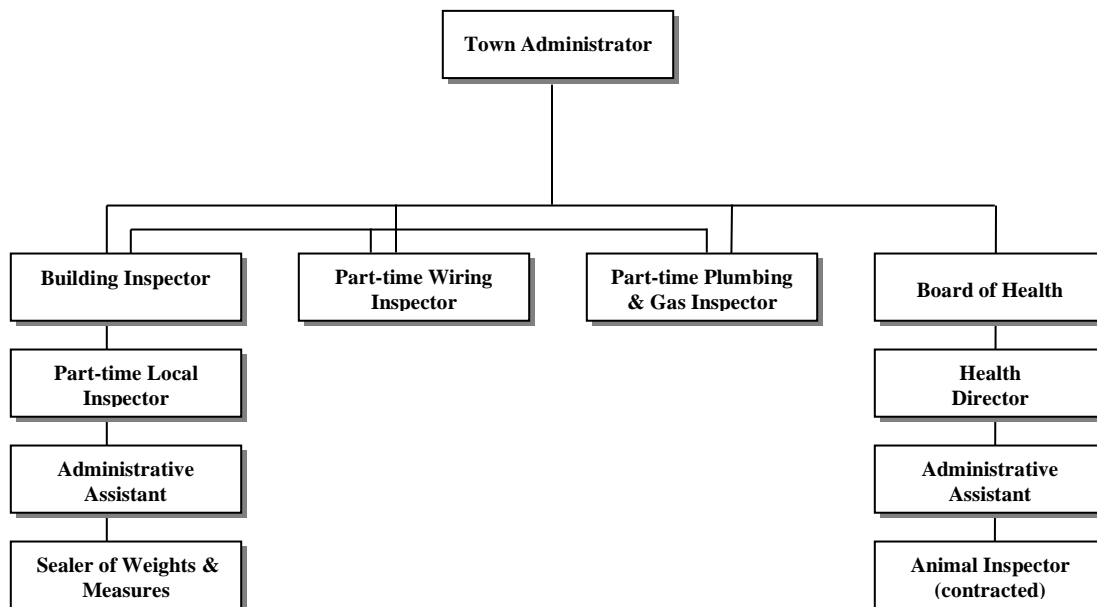 Town Administrator
Building Inspector
Part-time Wiring
Inspector
Part-time Plumbing
& Gas Inspector
Board of Health
Part-time Local
Inspector
Health
Director
Administrative
Assistant
Administrative
Assistant
Sealer of Weights &
Measures
Animal Inspector
(contracted)